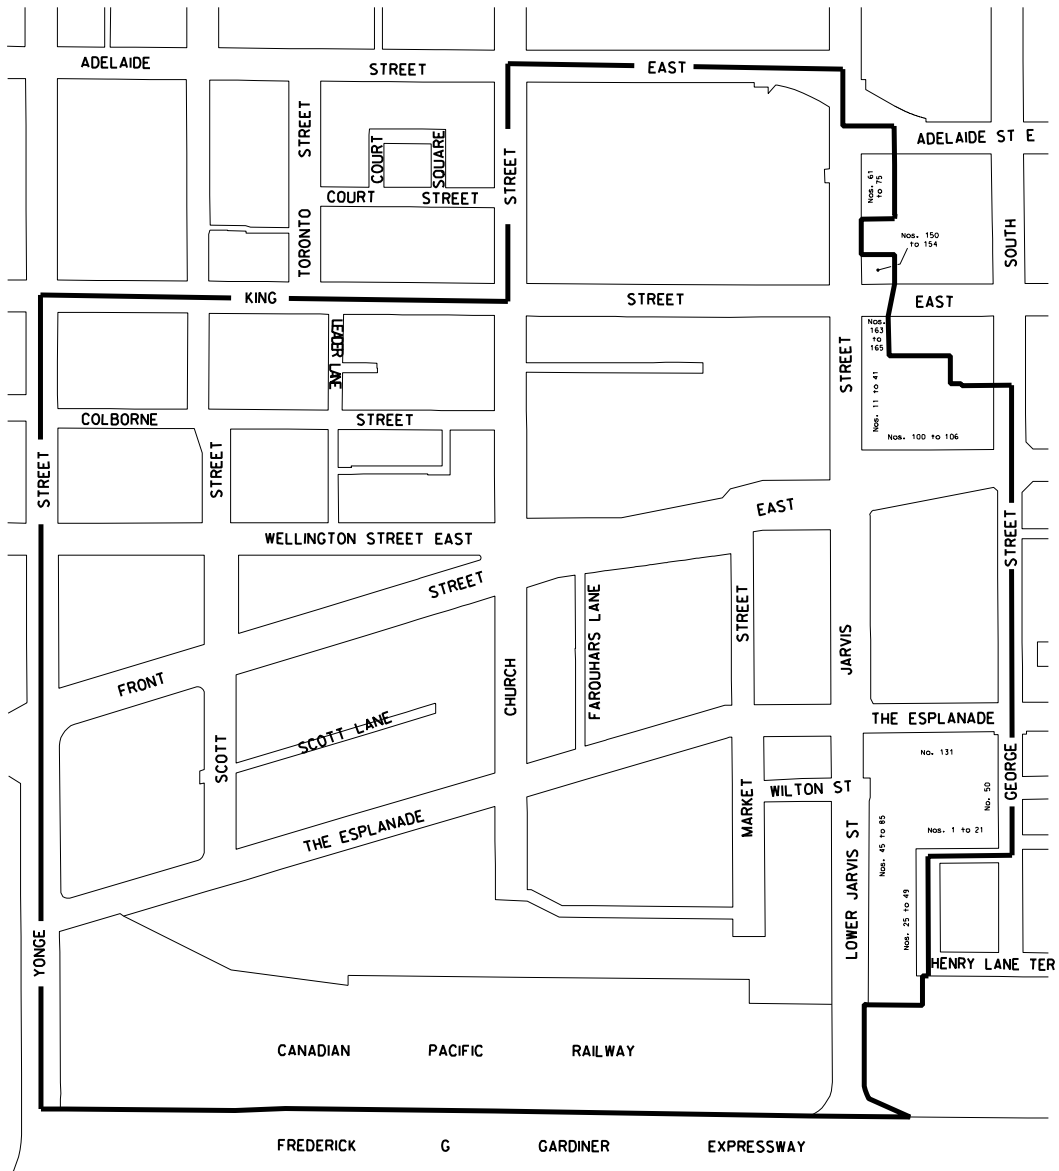 ADELAIDE
STREET
EAST
ADELAIDE ST E
STREET
COURT
SQUARE
STREET
COURT
STREET
Nos. 61
to 75
TORONTO
Nos. 150
to 154
SOUTH
KING
STREET
EAST
LEADER LANE
Nos.
163
to
165
STREET
Nos. 11 to 41
COLBORNE
STREET
Nos. 100 to 106
STREET
STREET
EAST
WELLINGTON STREET EAST
STREET
STREET
FARQUHARS LANE
STREET
JARVIS
FRONT
CHURCH
SCOTT LANE
THE ESPLANADE
SCOTT
No. 131
GEORGE
WILTON ST
No. 50
MARKET
THE ESPLANADE
Nos. 1 to 21
Nos. 45 to 85
LOWER JARVIS ST
Nos. 25 to 49
YONGE
HENRY LANE TER
CANADIAN PACIFIC RAILWAY
FREDERICK G GARDINER EXPRESSWAY